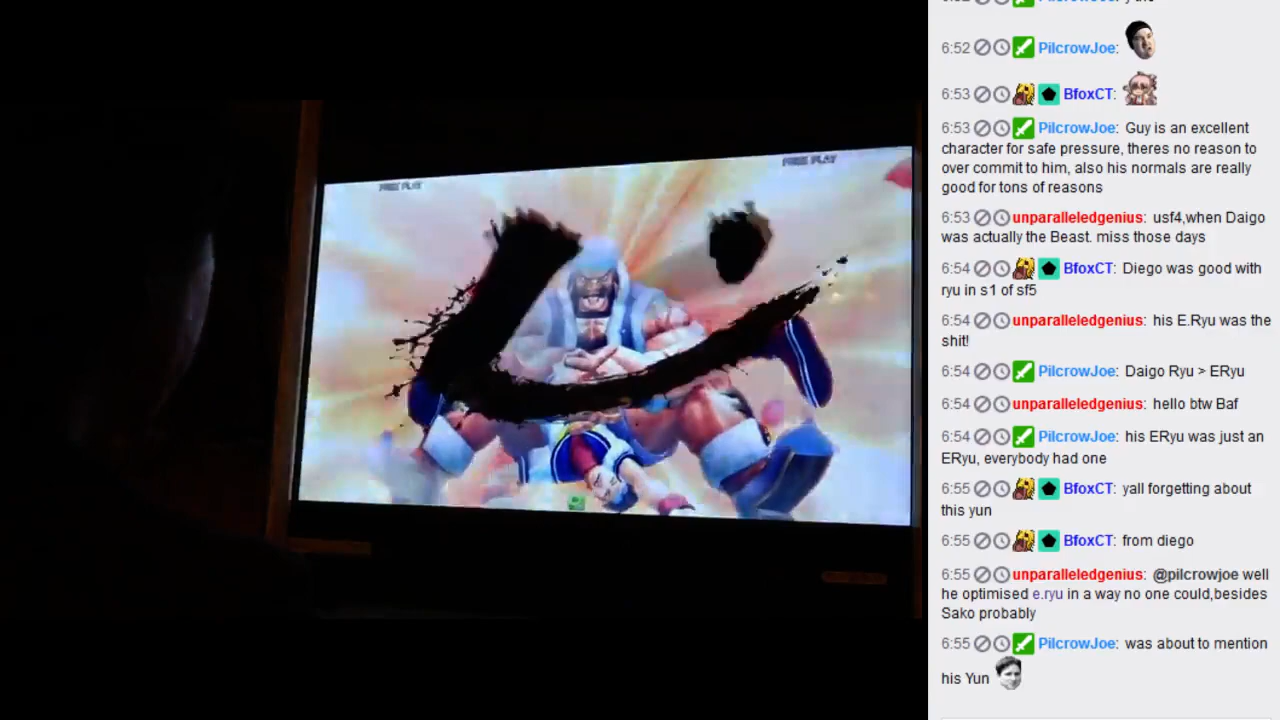 FREE PLAY
FREE PLAY
心
6:52 PilcrowJoe:
6:53 BfoxCT:
6:53 PilcrowJoe: Guy is an excellent
character for safe pressure, theres no reason to
over commit to him, also his normals are really
good for tons of reasons
6:53 unparalleledgenius: usf4,when Daigo
was actually the Beast. miss those days
6:54 BfoxCT: Diego was good with
ryu in s1 of sf5
6:54 unparalleledgenius: his E.Ryu was the
shit!
6:54 PilcrowJoe: Daigo Ryu > ERyu
6:54 unparalleledgenius: hello btw Baf
6:54 PilcrowJoe: his ERyu was just an
ERyu, everybody had one
6:55 BfoxCT: yall forgetting about
this yun
6:55 BfoxCT: from diego
6:55 unparalleledgenius: @pilcrowjoe well
he optimised e.ryu in a way no one could,besides
Sako probably
6:55 PilcrowJoe: was about to mention
his Yun